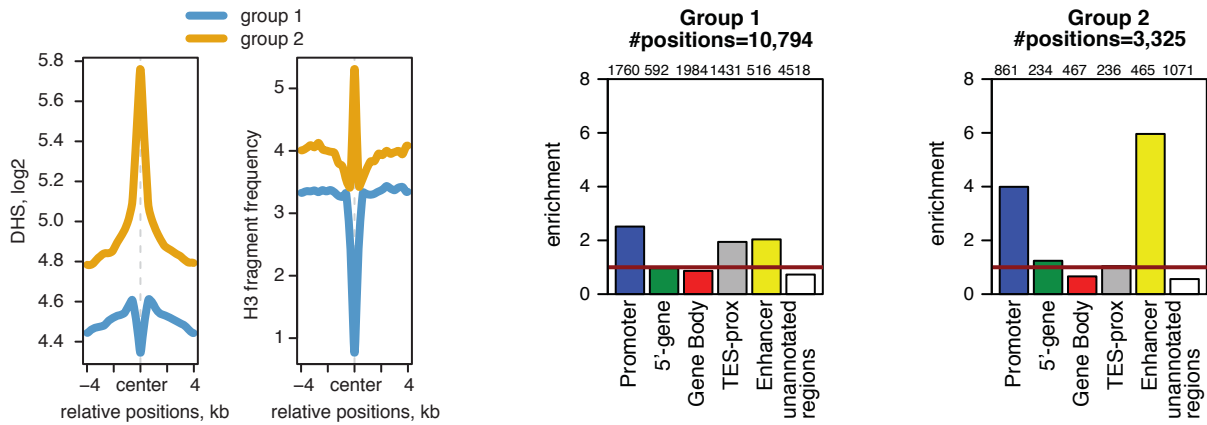 group 1
group 2
DHS, log2
5.8
5.6
5.4
5.2
5.0
4.8
4.6
4.4
−4 center 4
relative positions, kb
H3 fragment frequency
5
4
3
2
1
−4 center 4
relative positions, kb
Group 1
#positions=10,794
1760 592 1984 1431 516 4518
enrichment
8
6
4
2
0
Promoter
5’-gene
Gene Body
TES-prox
Enhancer
unannotated
regions
Group 2
#positions=3,325
861 234 467 236 465 1071
enrichment
8
6
4
2
0
Promoter
5’-gene
Gene Body
TES-prox
Enhancer
unannotated
regions